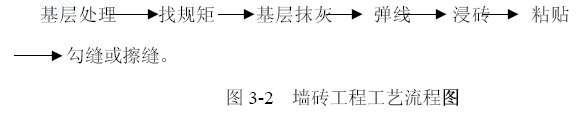 基层处理 找规矩 基层抹灰 弹线 浸砖 粘贴
勾缝或擦缝。
图 3-2 墙砖工程工艺流程图